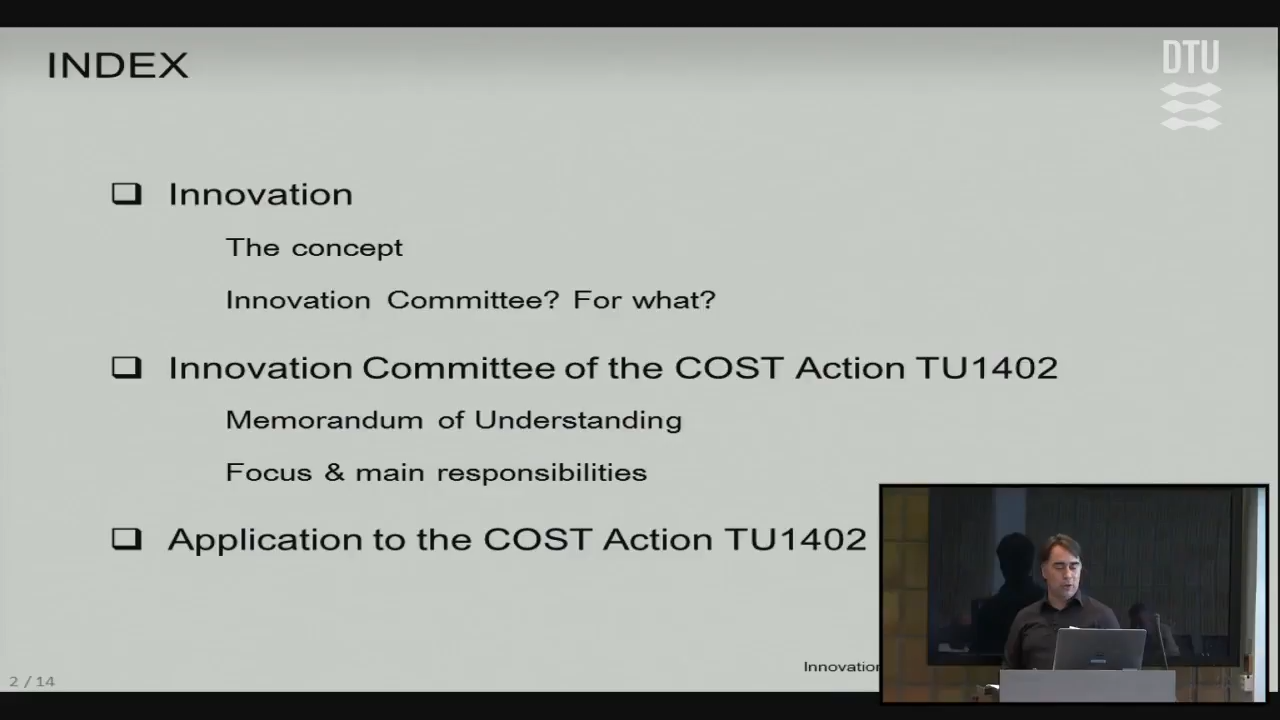 INDEX
DTU
Innovation
The concept
Innovation Committee? For what?
Innovation Committee of the COST Action TU1402
Memorandum of Understanding
Focus & main responsibilities
Application to the COST Action TU1402
Innovation
2 / 14